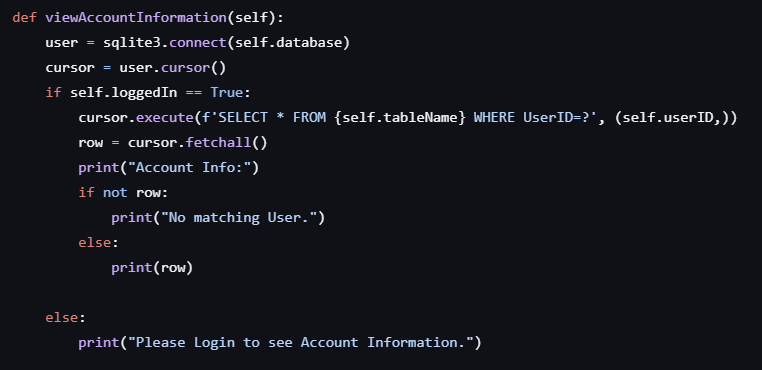 def viewAccountInformation(self):
    user = sqlite3.connect(self.database)
    cursor = user.cursor()
    if self.loggedIn == True:
        cursor.execute(f'SELECT * FROM {self.tableName} WHERE UserID=?', (self.userID,))
        row = cursor.fetchall()
        print("Account Info:")
        if not row:
            print("No matching User.")
        else:
            print(row)

    else:
        print("Please Login to see Account Information.")